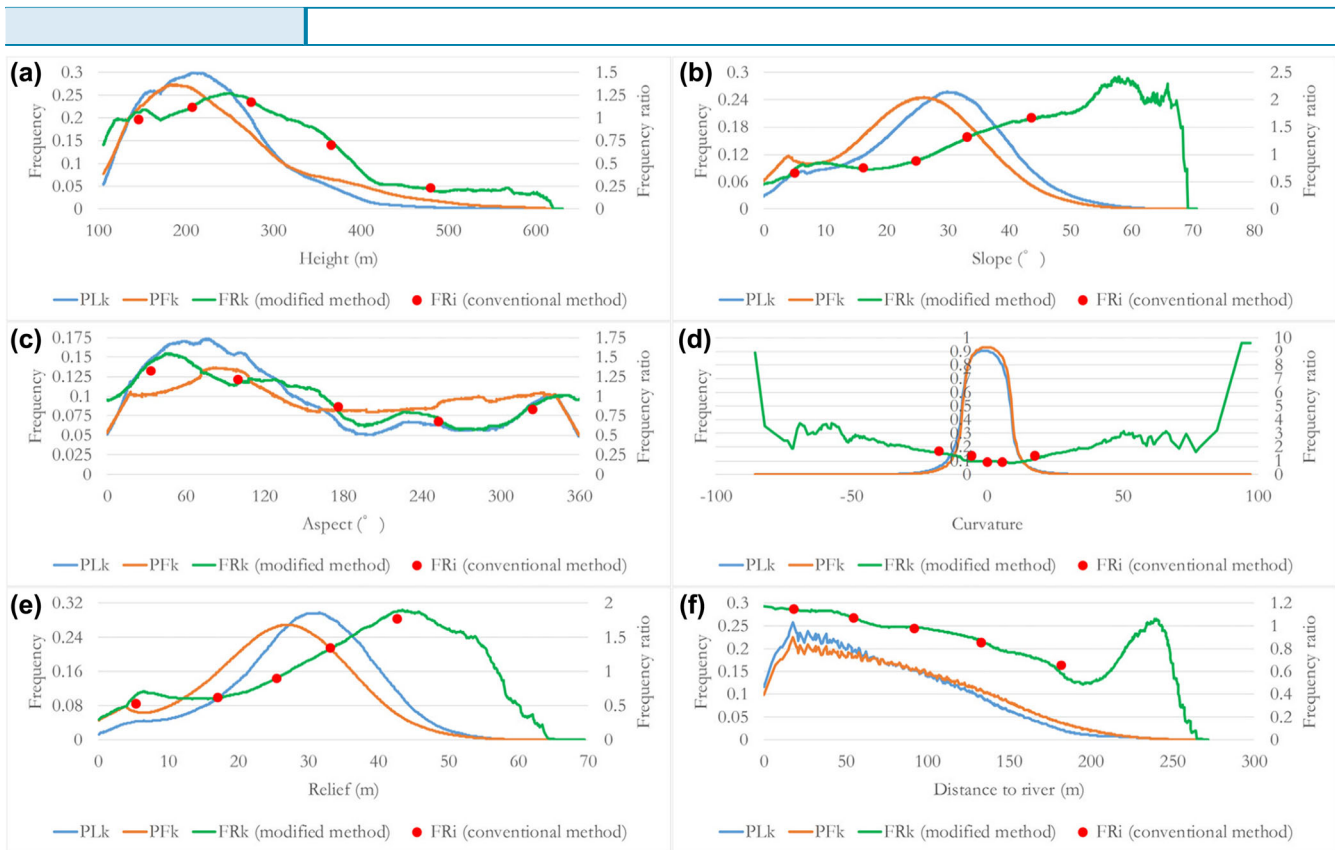 (a)
0.3
0.25
0.2
0.15
0.1
0.05
0
Frequency
1.5
1.25
1
0.75
0.5
0.25
0
Frequency ratio
100 200 300 400 500 600
Height (m)
PLk PFk FRk (modified method) FRi (conventional method)
(b)
0.3
0.24
0.18
0.12
0.06
0
Frequency
2.5
2
1.5
1
0.5
0
Frequency ratio
0 10 20 30 40 50 60 70 80
Slope (°)
PLk PFk FRk (modified method) FRi (conventional method)
(c)
0.175
0.15
0.125
0.1
0.075
0.05
0.025
0
Frequency
1.75
1.5
1.25
1
0.75
0.5
0.25
0
Frequency ratio
0 60 120 180 240 300 360
Aspect (°)
PLk PFk FRk (modified method) FRi (conventional method)
(d)
1
0.9
0.8
0.7
0.6
0.5
0.4
0.3
0.2
0.1
0
Frequency
10
9
8
7
6
5
4
3
2
1
0
Frequency ratio
-100 -50 0 50 100
Curvature
PLk PFk FRk (modified method) FRi (conventional method)
(e)
0.32
0.24
0.16
0.08
0
Frequency
2
1.5
1
0.5
0
Frequency ratio
0 10 20 30 40 50 60 70
Relief (m)
PLk PFk FRk (modified method) FRi (conventional method)
(f)
0.3
0.25
0.2
0.15
0.1
0.05
0
Frequency
1.2
1
0.8
0.6
0.4
0.2
0
Frequency ratio
0 50 100 150 200 250 300
Distance to river (m)
PLk PFk FRk (modified method) FRi (conventional method)